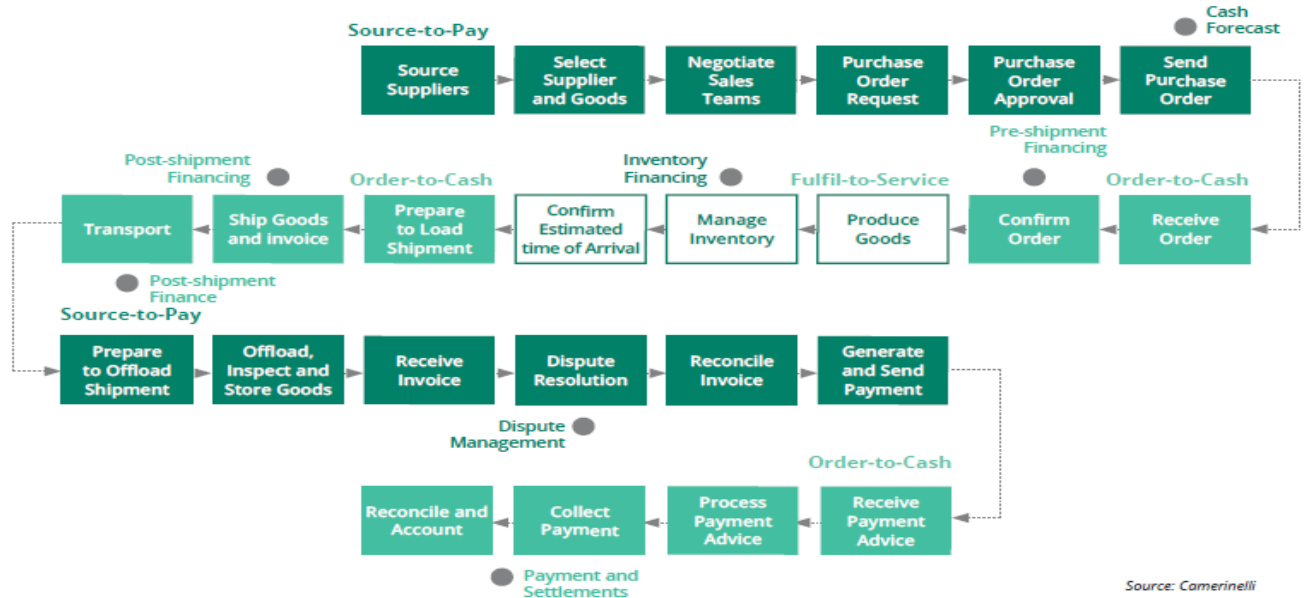 Cash
Forecast
Source-to-Pay
Source
Suppliers
Select
Supplier
and Goods
Negotiate
Sales
Teams
Purchase
Order
Request
Purchase
Order
Approval
Send
Purchase
Order
Post-shipment
Financing
Order-to-Cash
Inventory
Financing
Fulfil-to-Service
Pre-shipment
Financing
Order-to-Cash
Transport
Ship Goods
and invoice
Prepare
to Load
Shipment
Confirm
Estimated
time of Arrival
Manage
Inventory
Produce
Goods
Confirm
Order
Receive
Order
Post-shipment
Finance
Source-to-Pay
Prepare
to Offload
Shipment
Offload,
Inspect and
Store Goods
Receive
Invoice
Dispute
Resolution
Reconcile
Invoice
Generate
and Send
Payment
Dispute
Management
Order-to-Cash
Reconcile and
Account
Collect
Payment
Process
Payment
Advice
Receive
Payment
Advice
Payment and
Settlements
Source: Camerinelli